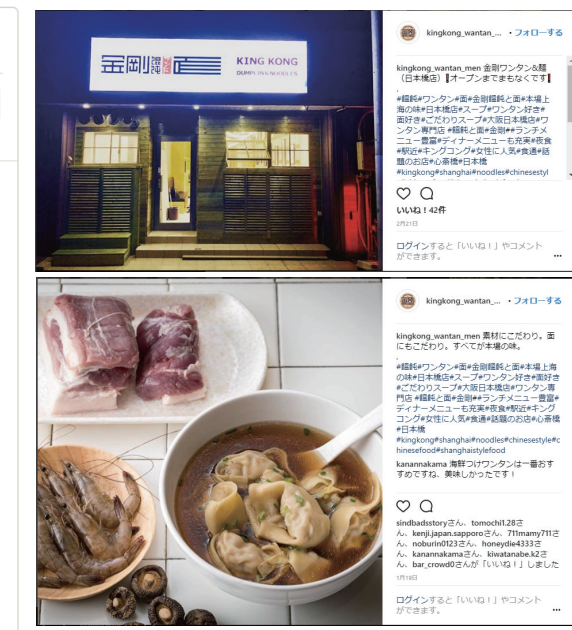 金剛
KING KONG
DUMPLING NOODLES
kingkong_wantan_... ・フォローする
kingkong_wantan_men 金剛ワンタン&麺
（日本橋店）オープンまでまもなくです
.
#餛飩#ワンタン#面#金剛餛飩と面#本場上
海の味#日本橋店#スープ#ワンタン好き#
面好き#こだわりスープ#大阪日本橋店#ワ
ンタン専門店 #餛飩と面#金剛##ランチメ
ニュー豊富#ディナーメニューも充実#夜食
#駅近#キングコング#女性に人気#食通#話
題のお店#心斎橋#日本橋
#kingkong#shanghai#noodles#chinesestyl
いいね！42件
2月21日
ログインすると「いいね！」やコメント
ができます。
kingkong_wantan_... ・フォローする
kingkong_wantan_men 素材にこだわり。面
にもこだわり。すべてが本場の味。
.
#餛飩#ワンタン#面#金剛餛飩と面#本場上海
の味#日本橋店#スープ#ワンタン好き#面好き
#こだわりスープ#大阪日本橋店#ワンタン専
門店 #餛飩と面#金剛##ランチメニュー豊富#
ディナーメニューも充実#夜食#駅近#キング
コング#女性に人気#食通#話題のお店#心斎橋
#日本橋
#kingkong#shanghai#noodles#chinesestyle#c
hinesefood#shanghaistylefood
kanannakama 海鮮つけワンタンは一番おす
すめですね、美味しかったです！
sindbadsstoryさん、tomochi1.28さ
ん、kenji.japan.sapporoさん、711mamy711さ
ん、noburin0123さん、honeydie4333さ
ん、kanannakamaさん、kiwatanabe.k2さ
ん、bar_crowd0さんが「いいね！」しました
1月18日
ログインすると「いいね！」やコメント
ができます。